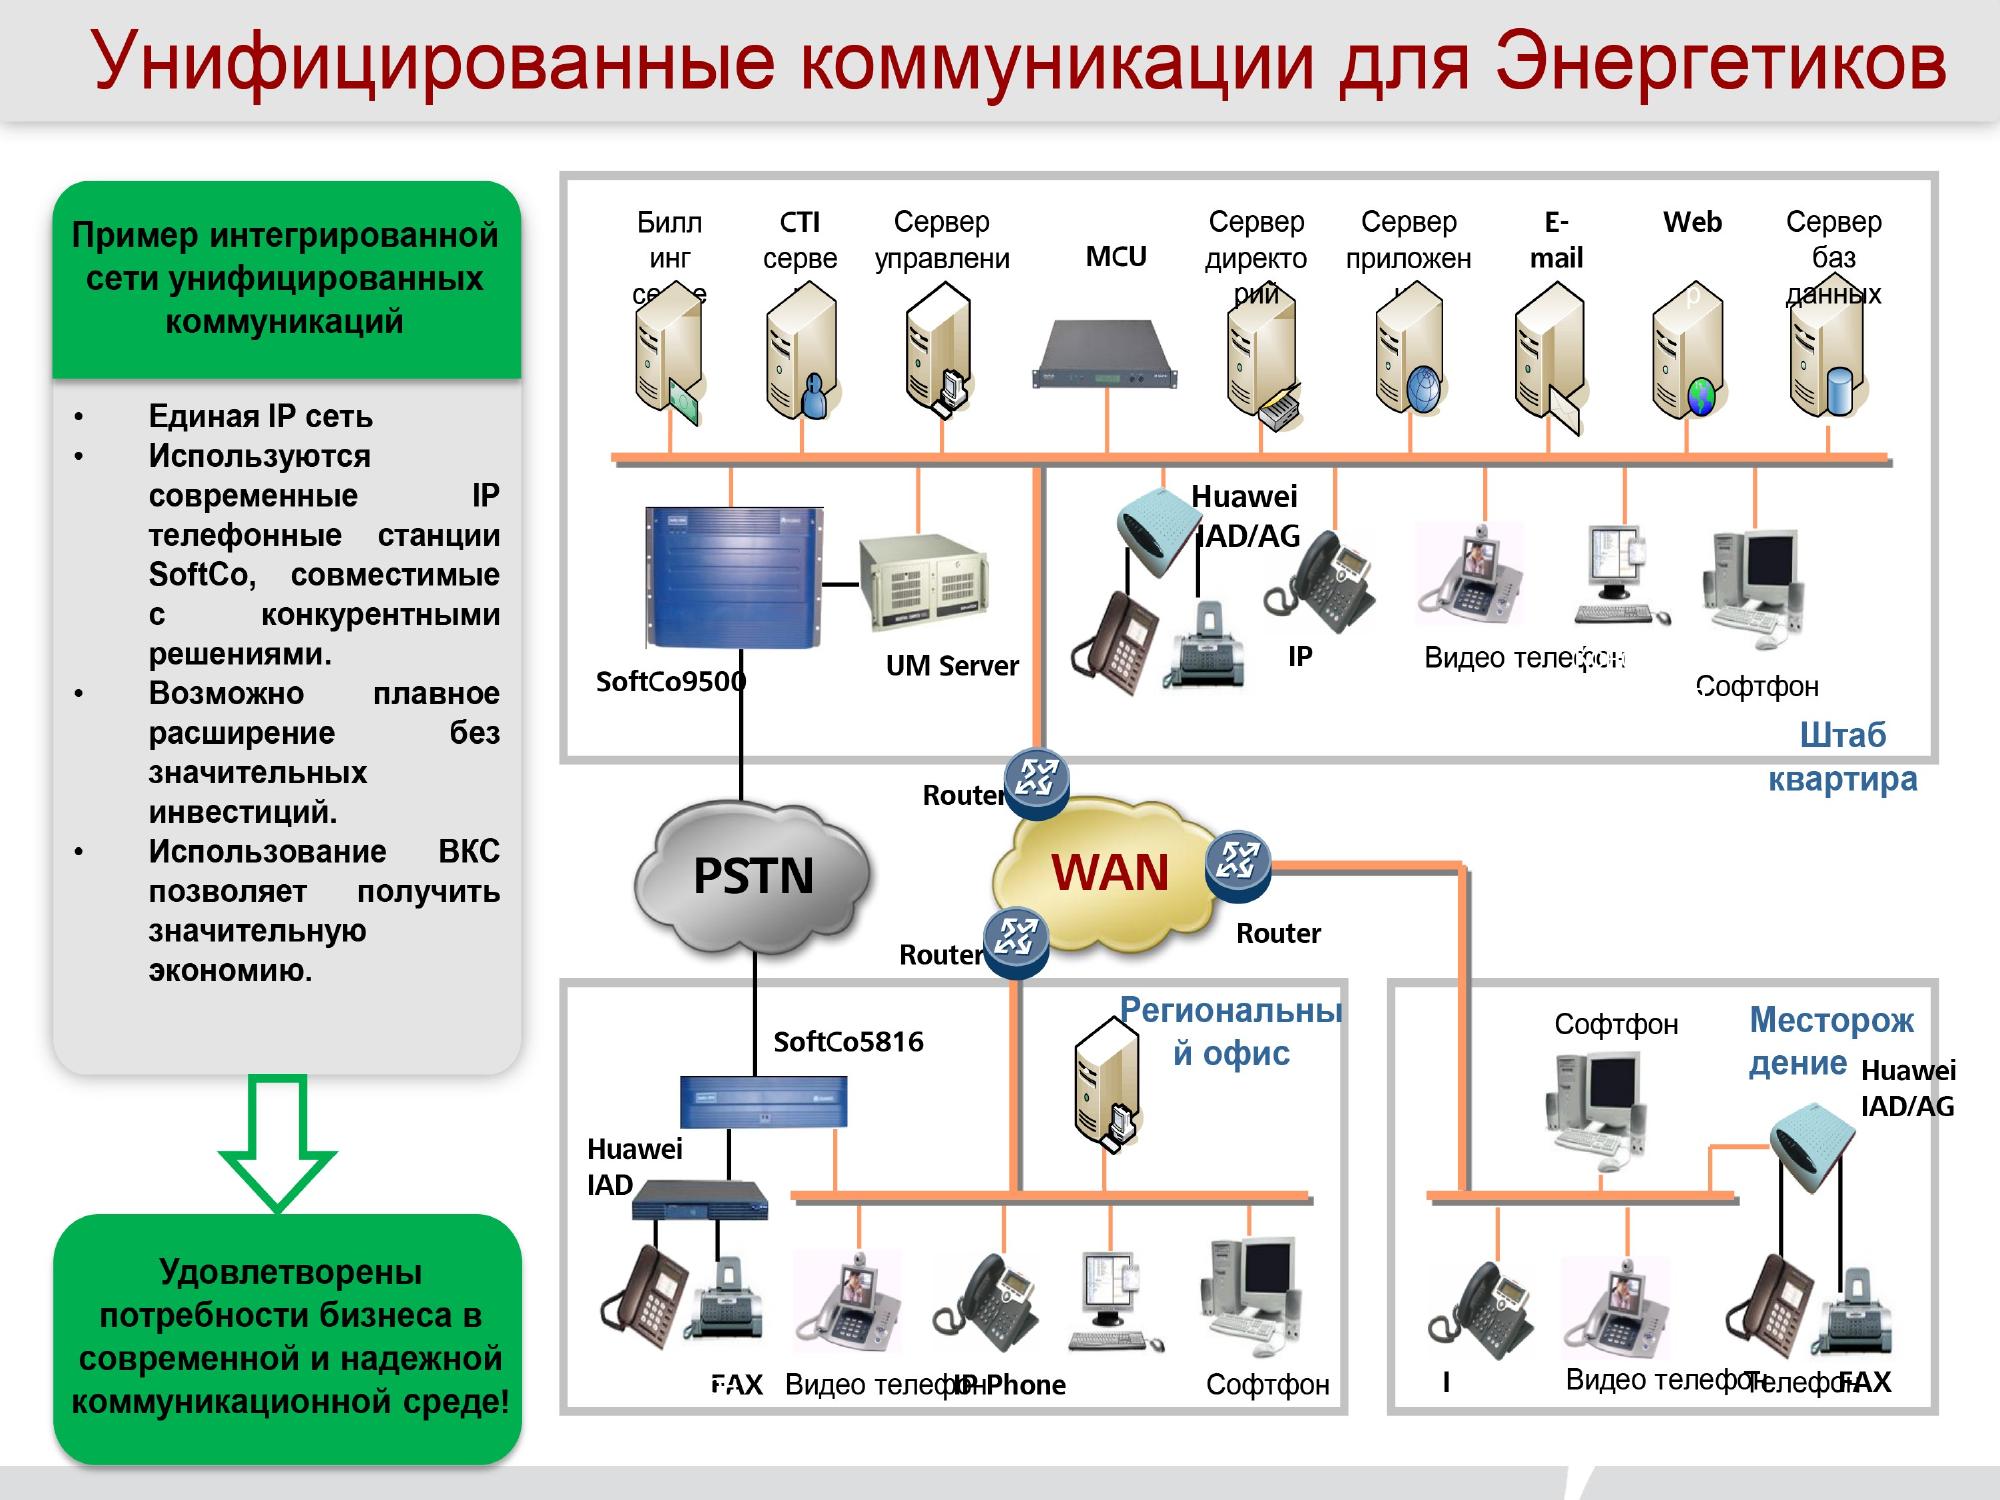 Унифицированные коммуникации для Энергетиков
Пример интегрированной
сети унифицированных
коммуникаций
• Единая IP сеть
• Используются
современные IP
телефонные станции
SoftCo, совместимые
с конкурентными
решениями.
• Возможно плавное
расширение без
значительных
инвестиций.
• Использование ВКС
позволяет получить
значительную
экономию.
Удовлетворены
потребности бизнеса в
современной и надежной
коммуникационной среде!
Билл
инг
CTI
серве
Сервер
управлени
MCU
Сервер
директо
рий
Сервер
приложен
E-
mail
Web
р
Сервер
баз
данных
SoftCo9500
UM Server
Huawei
IAD/AG
IP
Видео телефон
Софтфон
Штаб
квартира
Router
PSTN
WAN
Router
Router
SoftCo5816
Региональны
й офис
Huawei
IAD
FAX
Видео телефон
IP Phone
Софтфон
Софтфон
Месторож
дение
Huawei
IAD/AG
I
Видео телефон
Телефон
FAX